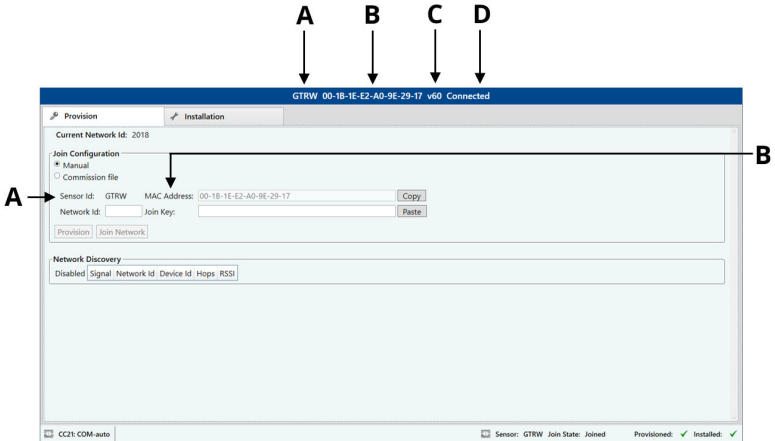 A B C D
GTRW 00-1B-1E-E2-A0-9E-29-17 v60 Connected
Provision Installation
Current Network Id: 2018
Join Configuration
Manual
B
Commission file
A
Sensor Id: GTRW MAC Address: 00-1B-1E-E2-A0-9E-29-17 Copy
Network Id: Join Key: Paste
Provision Join Network
Network Discovery
Disabled Signal Network Id Device Id Hops RSSI
CC21: COM-auto Sensor: GTRW Join State: Joined Provisioned: ✓ Installed: ✓